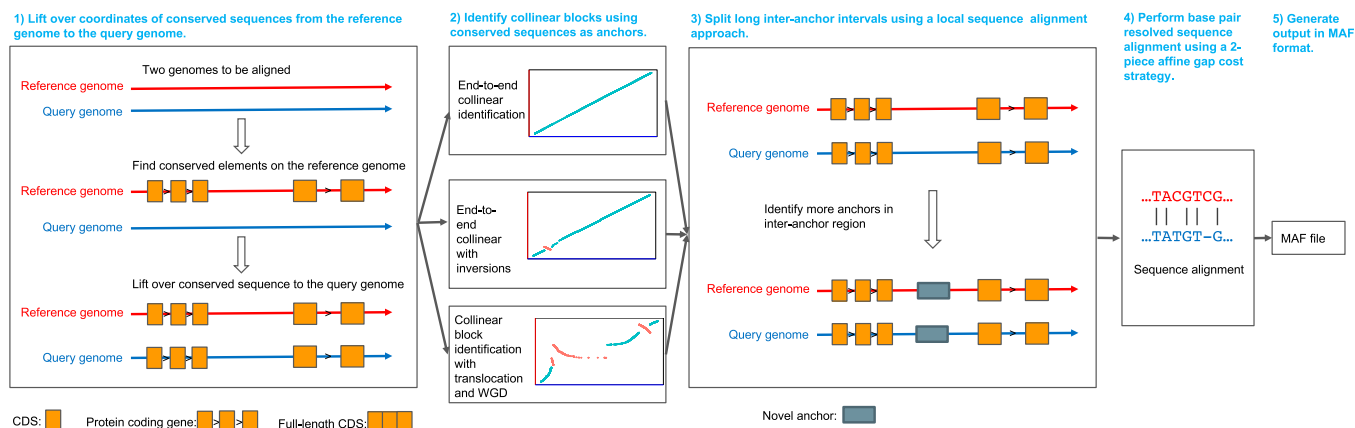 1) Lift over coordinates of conserved sequences from the reference
genome to the query genome.
Two genomes to be aligned
Reference genome
Query genome
Find conserved elements on the reference genome
Reference genome
> >
>
Query genome
Lift over conserved sequence to the query genome
Reference genome
> >
>
Query genome
> >
>
CDS:
Protein coding gene:
> >
Full-length CDS:
2) Identify collinear blocks using
conserved sequences as anchors.
End-to-end
collinear
identification
End-to-
end
collinear
with
inversions
Collinear
block
identification
with
translocation
and WGD
3) Split long inter-anchor intervals using a local sequence alignment
approach.
Reference genome
> >
>
Query genome
> >
>
Identify more anchors in
inter-anchor region
Reference genome
> >
>
Query genome
> >
>
Novel anchor:
4) Perform base pair
resolved sequence
alignment using a 2-
piece affine gap cost
strategy.
...TACGTCG...
|| || |
...TATGT-G...
Sequence alignment
5) Generate
output in MAF
format.
MAF file